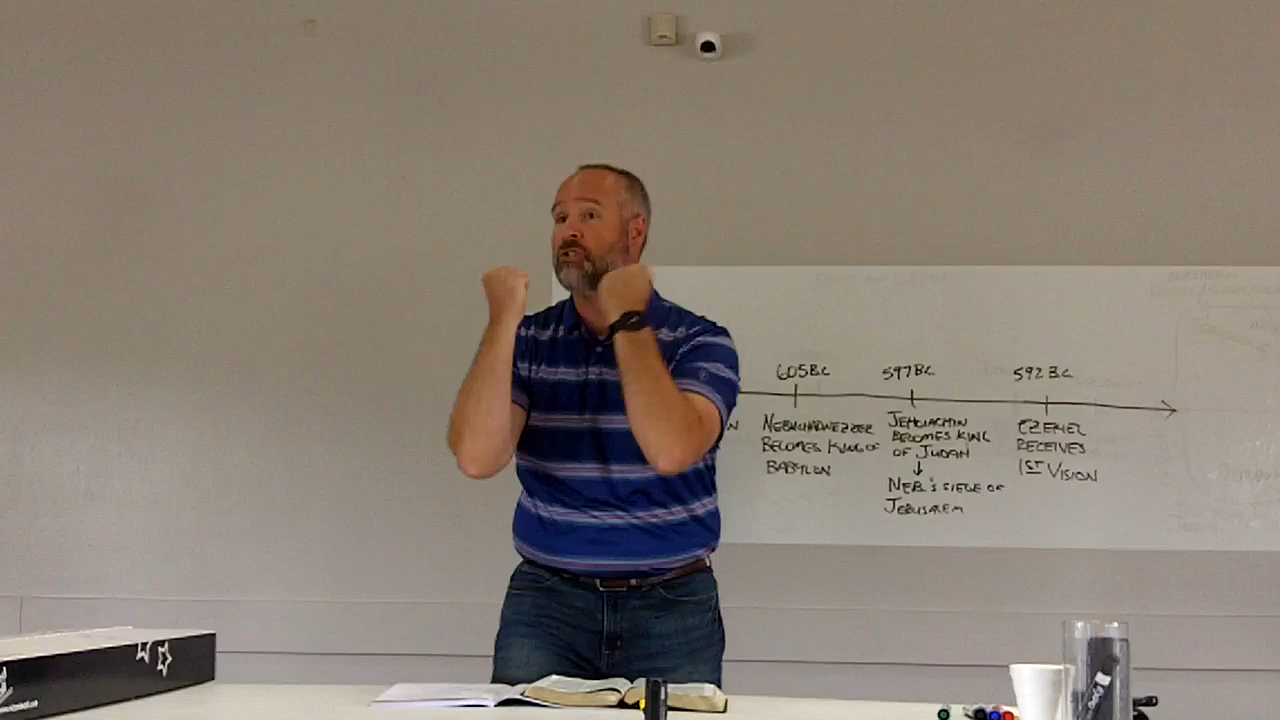 605BC
597BC
592BC
NEBUCHADNEZZER
BECOMES KING OF
BABYLON
JEHOIACHIN
BECOMES KING
OF JUDAH
↓
NEB.'S SIEGE OF
JERUSALEM
EZEKIEL
RECEIVES
1ST VISION